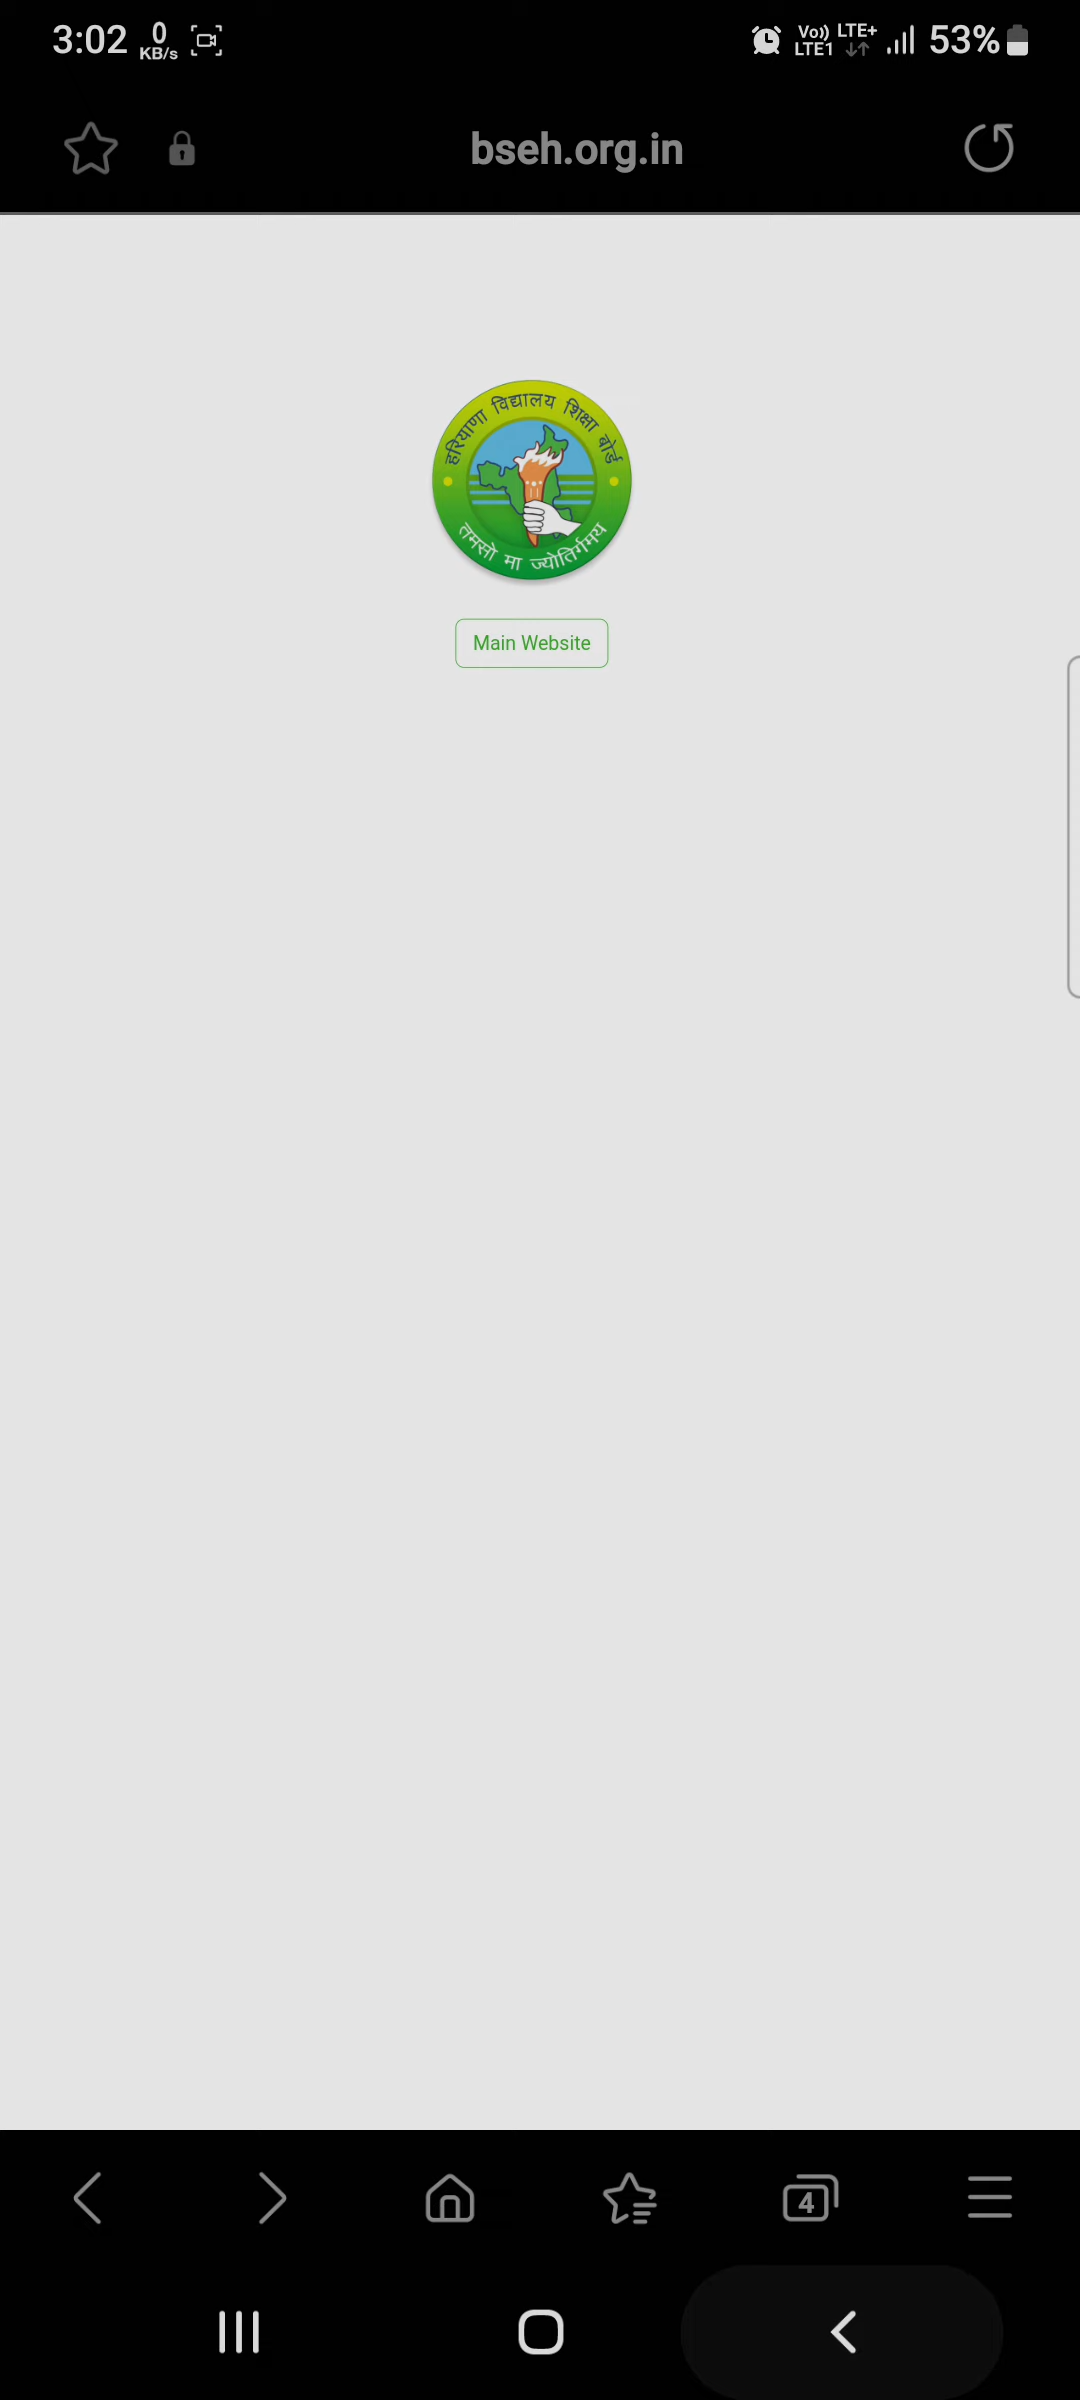 3:02 0 KB/s Vo)) LTE1 LTE+ 53%
bseh.org.in
हरियाणा विद्यालय शिक्षा बोर्ड
तमसो मा ज्योतिर्गमय
Main Website
4